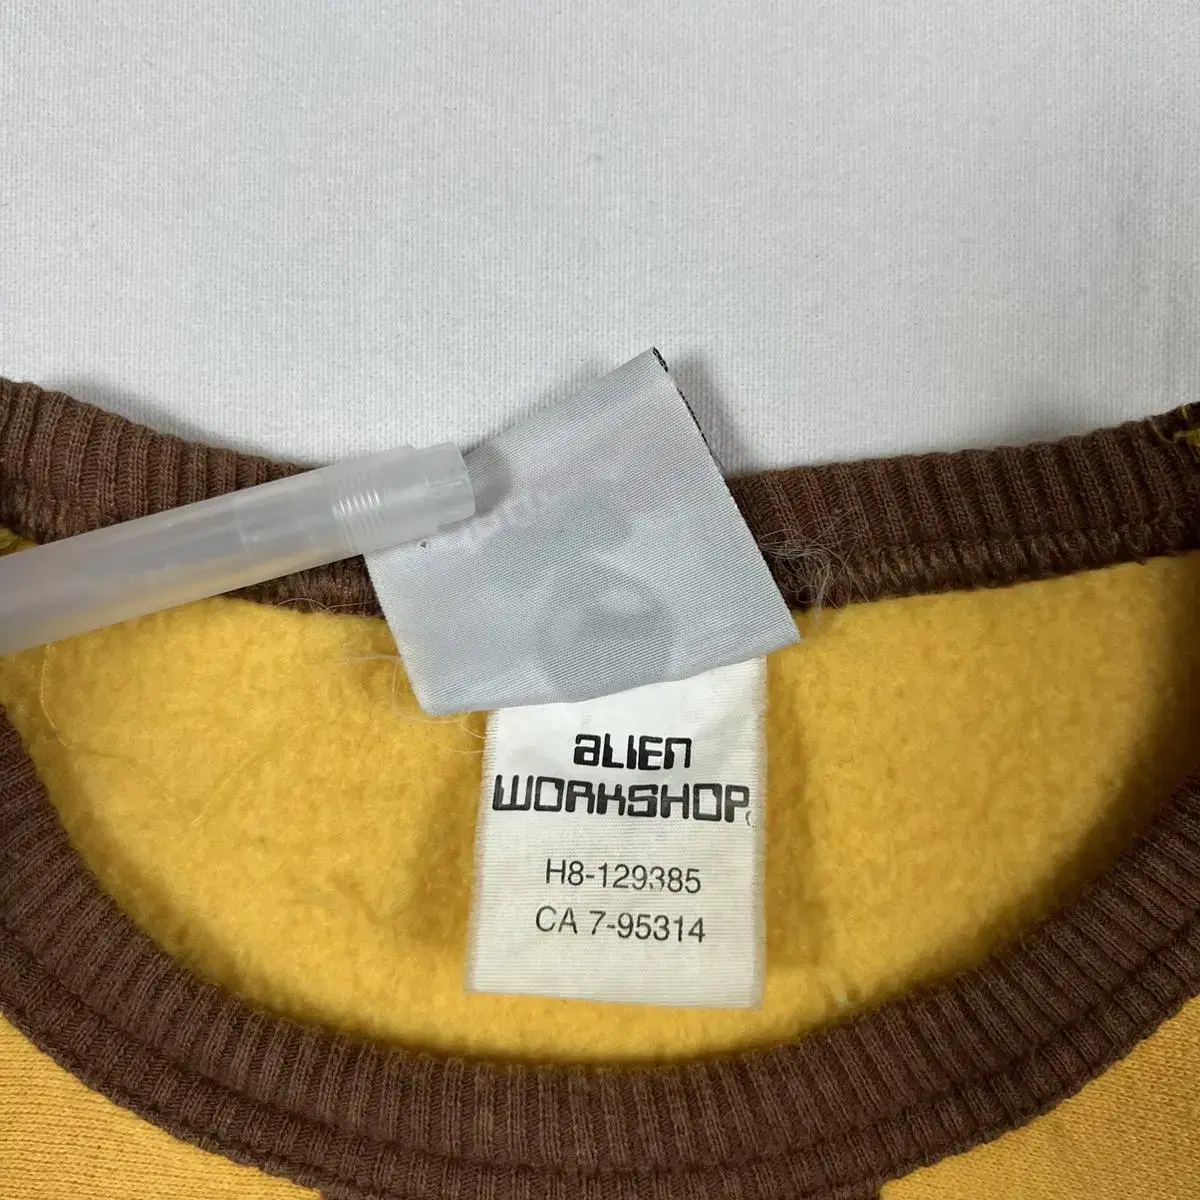 aLIEN
WORKSHOP
H8-129385
CA 7-95314